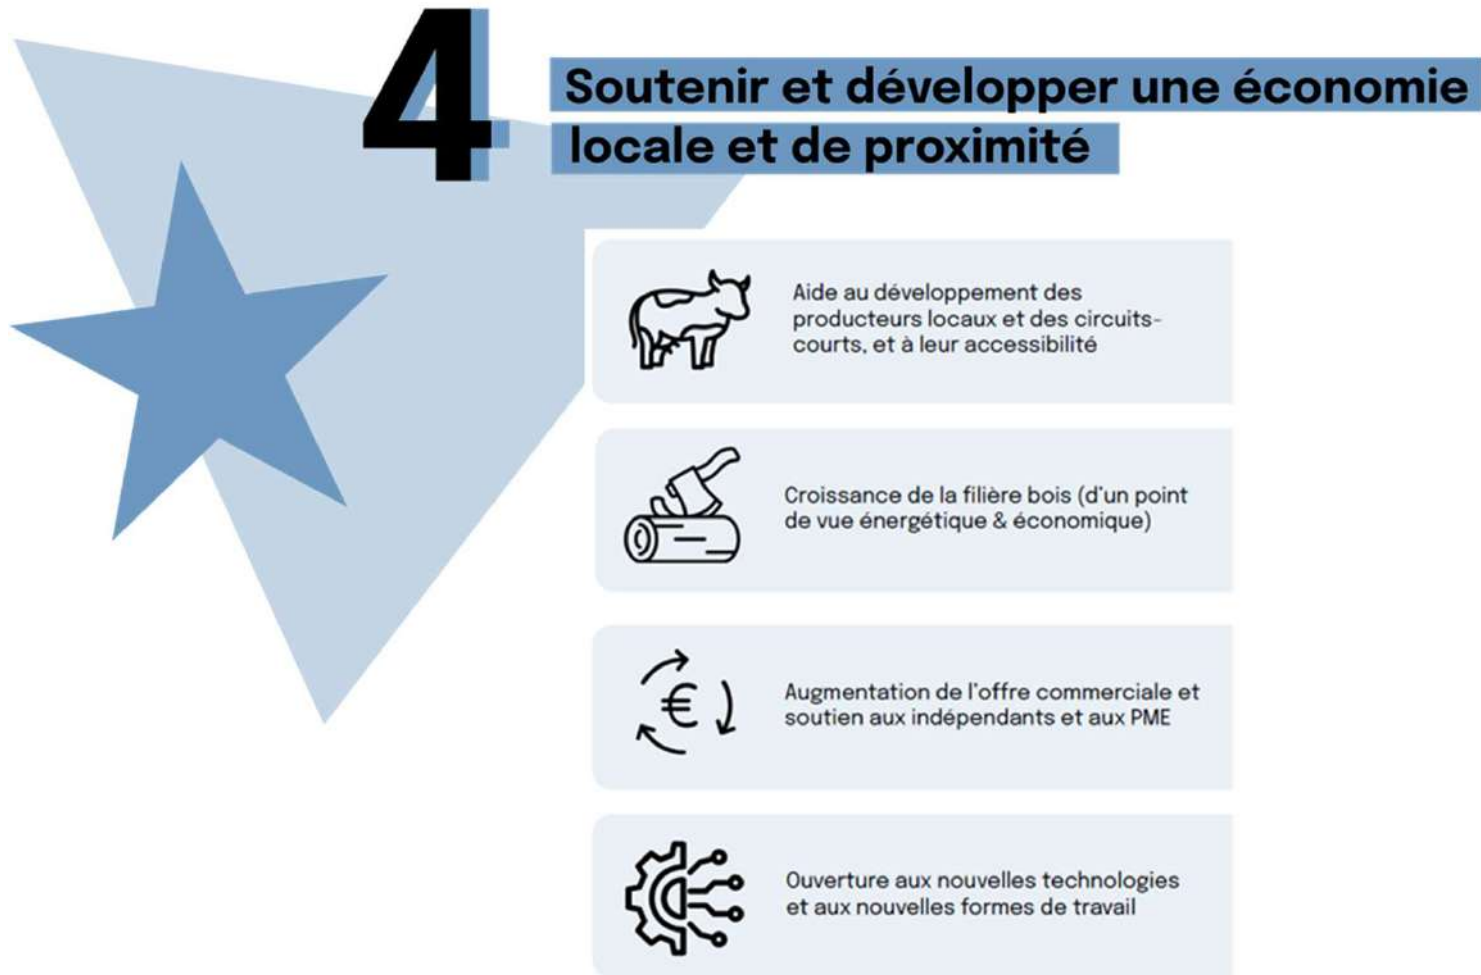 4
Soutenir et développer une économie
locale et de proximité
Aide au développement des
producteurs locaux et des circuits-
courts, et à leur accessibilité
Croissance de la filière bois (d'un point
de vue énergétique & économique)
€
Augmentation de l'offre commerciale et
soutien aux indépendants et aux PME
Ouverture aux nouvelles technologies
et aux nouvelles formes de travail